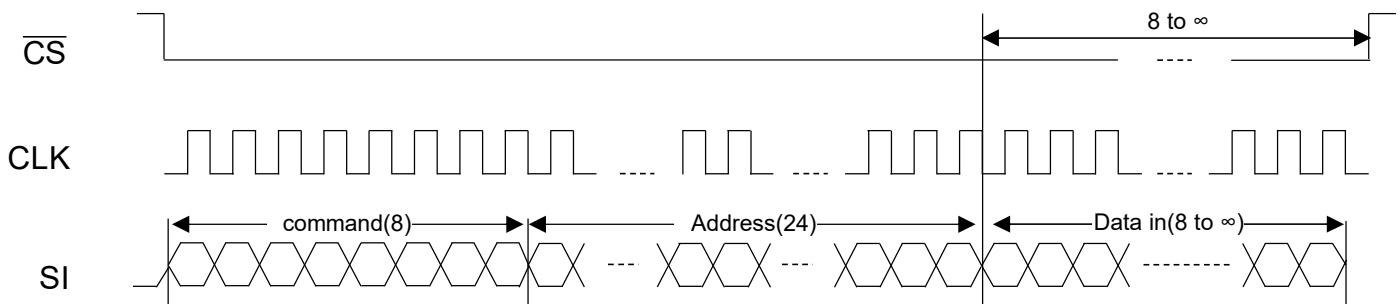 8 to ∞
CS
CLK
command(8)
Address(24)
Data in(8 to ∞)
SI